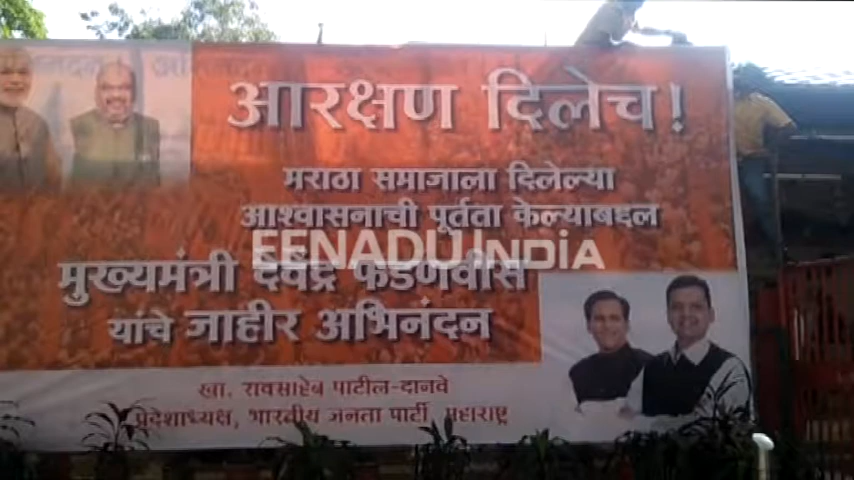 आरक्षण दिलेच!
मराठा समाजाला दिलेल्या
आश्वासनाची पूर्तता केल्याबद्दल
EENADU INDIA
मुख्यमंत्री देवेंद्र फडणवीस
यांचे जाहीर अभिनंदन
खा. रावसाहेब पाटील-दानवे
प्रदेशाध्यक्ष, भारतीय जनता पार्टी, महाराष्ट्र